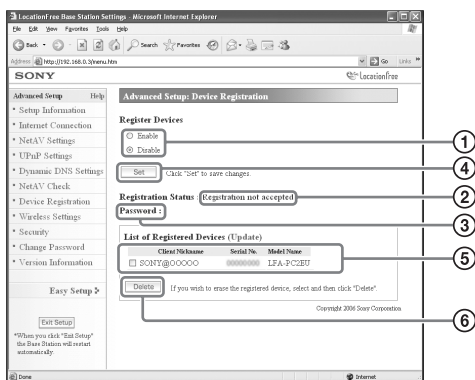 LocationFree Base Station Settings - Microsoft Internet Explorer
File Edit View Favorites Tools Help
Back Search Favorites
Address http://192.168.0.3/menu.htm Go Links
SONY LocationFree
Advanced Setup Help
* Setup Information
* Internet Connection
* NetAV Settings
* UPnP Settings
* Dynamic DNS Settings
* NetAV Check
* Device Registration
* Wireless Settings
* Security
* Change Password
* Version Information
Easy Setup
Exit Setup
*When you click "Exit Setup"
the Base Station will restart
automatically.
Advanced Setup: Device Registration
Register Devices
Enable
Disable
Set Click "Set" to save changes.
Registration Status : Registration not accepted
Password :
List of Registered Devices (Update)
Client Nickname Serial No. Model Name
SONY@OOOOO LFA-PC2EU
Delete If you wish to erase the registered device, select and then click "Delete".
Copyright 2006 Sony Corporation
Done Internet
1
4
2
3
5
6